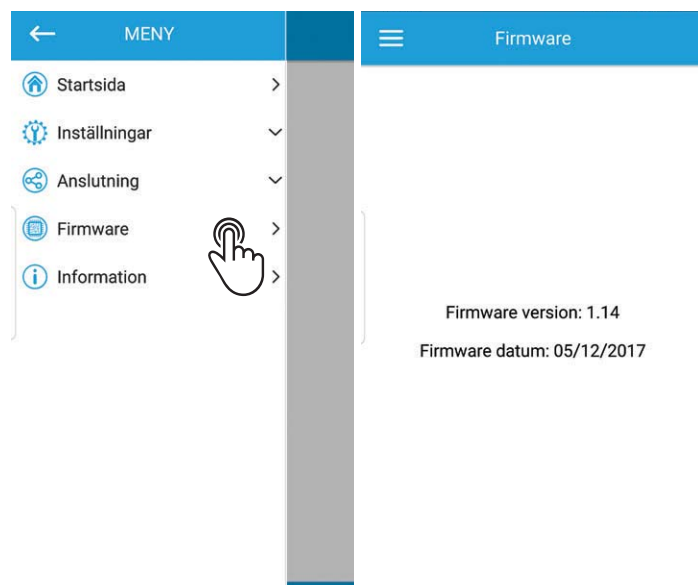 MENY
Startsida
Inställningar
Anslutning
Firmware
Information
Firmware
Firmware version: 1.14
Firmware datum: 05/12/2017